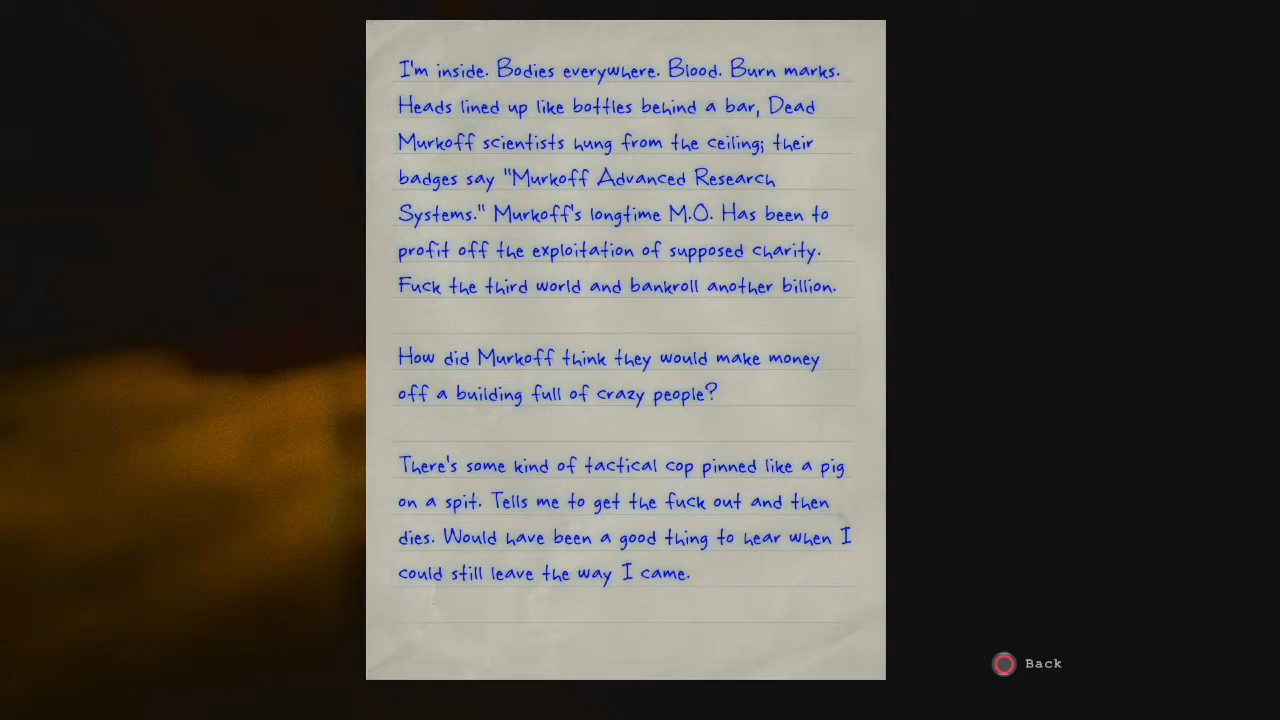 I'm inside. Bodies everywhere. Blood. Burn marks.
Heads lined up like bottles behind a bar, Dead
Murkoff scientists hung from the ceiling; their
badges say "Murkoff Advanced Research
Systems." Murkoff's longtime M.O. Has been to
profit off the exploitation of supposed charity.
Fuck the third world and bankroll another billion.
How did Murkoff think they would make money
off a building full of crazy people?
There's some kind of tactical cop pinned like a pig
on a spit. Tells me to get the fuck out and then
dies. Would have been a good thing to hear when I
could still leave the way I came.
Back